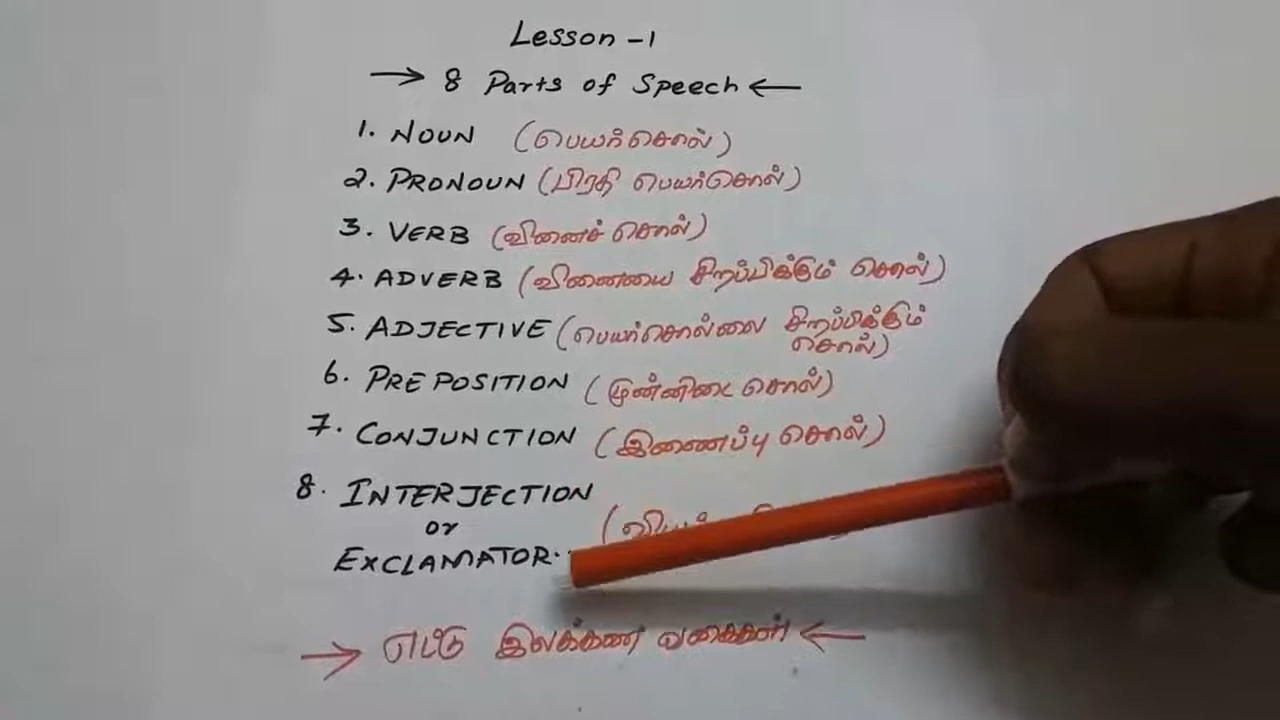 Lesson -1
→ 8 Parts of Speech ←
1. NOUN (பெயர்சொல்)
2. PRONOUN (பிரதி பெயர்சொல்)
3. VERB (வினைச் சொல்)
4. ADVERB (வினையை சிறப்பிக்கும் சொல்)
5. ADJECTIVE (பெயர்சொல்லை சிறப்பிக்கும்
சொல்)
6. PREPOSITION (முன்னிடை சொல்)
7. CONJUNCTION (இணைப்பு சொல்)
8. INTERJECTION
or
EXCLAMATOR
→ எட்டு இலக்கண வகைகள் ←